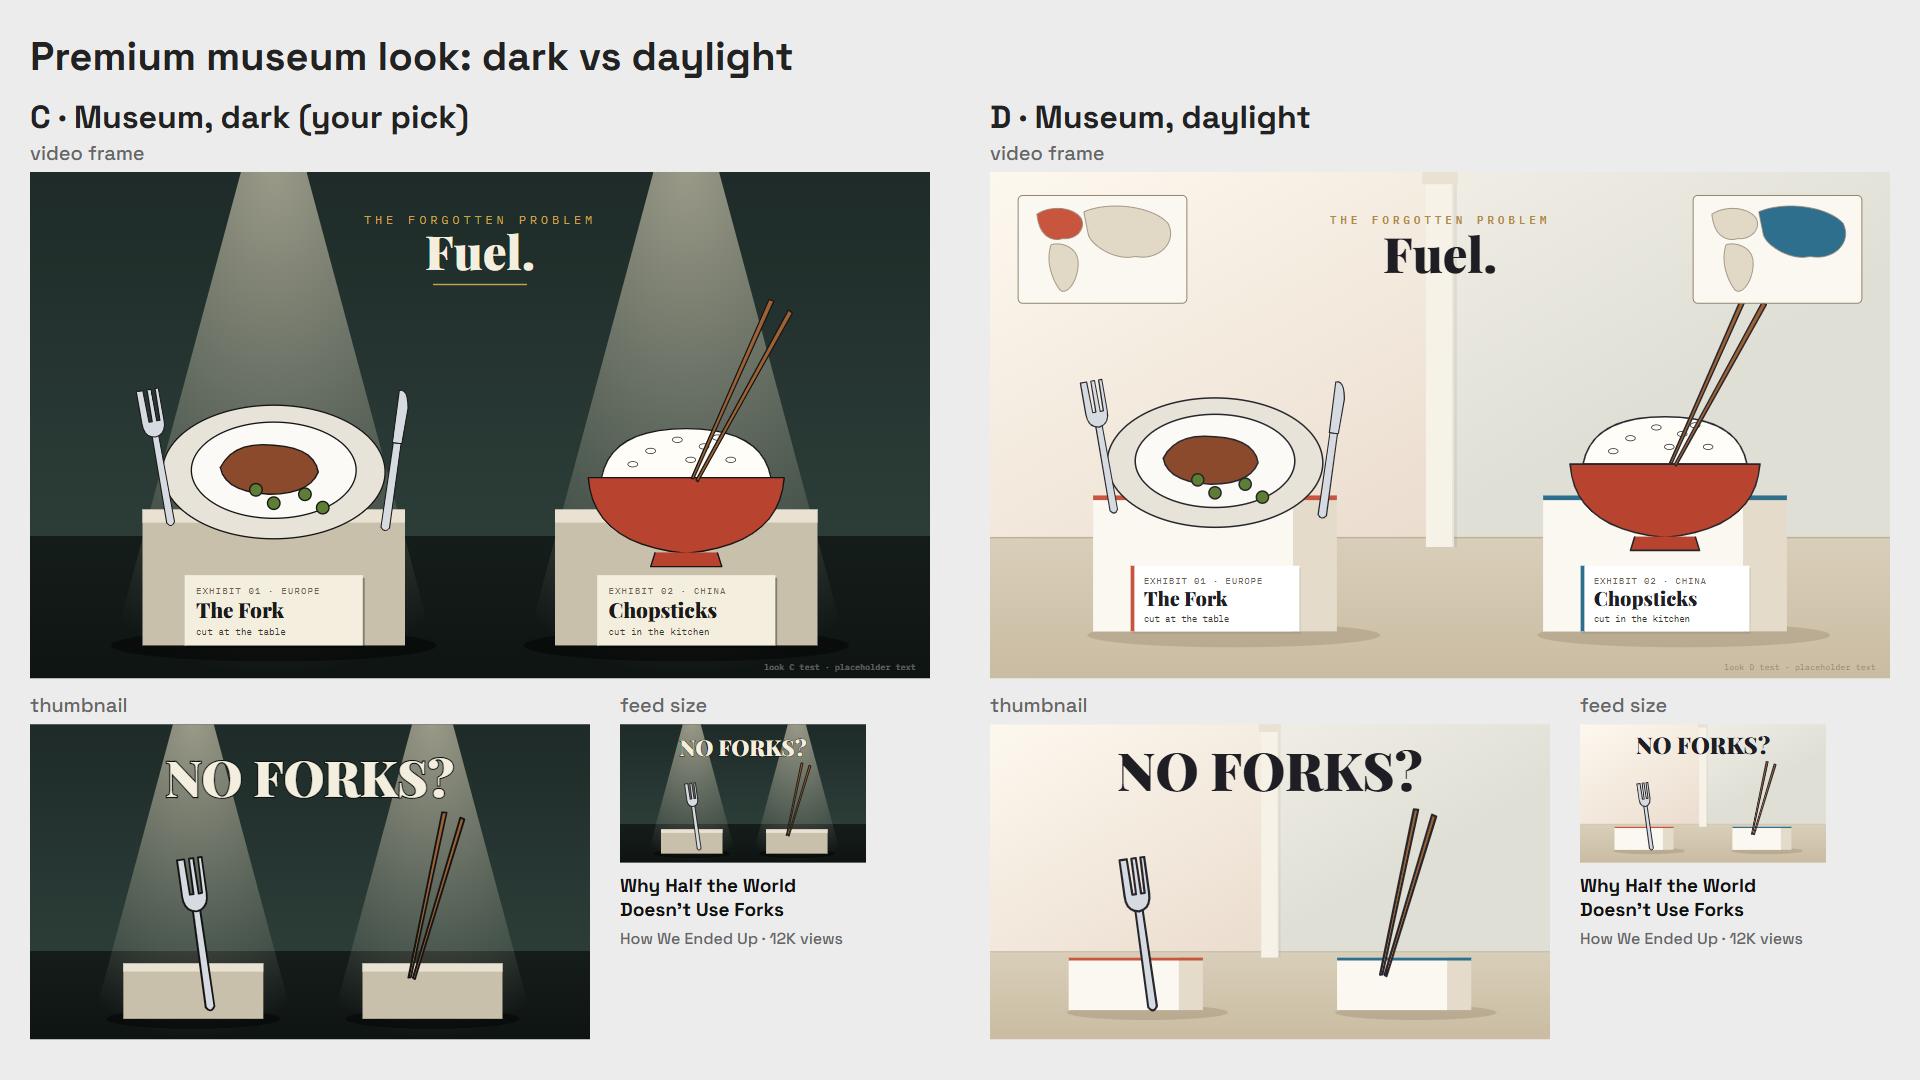 Premium museum look: dark vs daylight
C · Museum, dark (your pick)
video frame
THE FORGOTTEN PROBLEM
Fuel.
EXHIBIT 01 · EUROPE
The Fork
cut at the table
EXHIBIT 02 · CHINA
Chopsticks
cut in the kitchen
look C test · placeholder text
thumbnail
NO FORKS?
feed size
NO FORKS?
Why Half the World
Doesn't Use Forks
How We Ended Up · 12K views
D · Museum, daylight
video frame
THE FORGOTTEN PROBLEM
Fuel.
EXHIBIT 01 · EUROPE
The Fork
cut at the table
EXHIBIT 02 · CHINA
Chopsticks
cut in the kitchen
look D test · placeholder text
thumbnail
NO FORKS?
feed size
NO FORKS?
Why Half the World
Doesn't Use Forks
How We Ended Up · 12K views